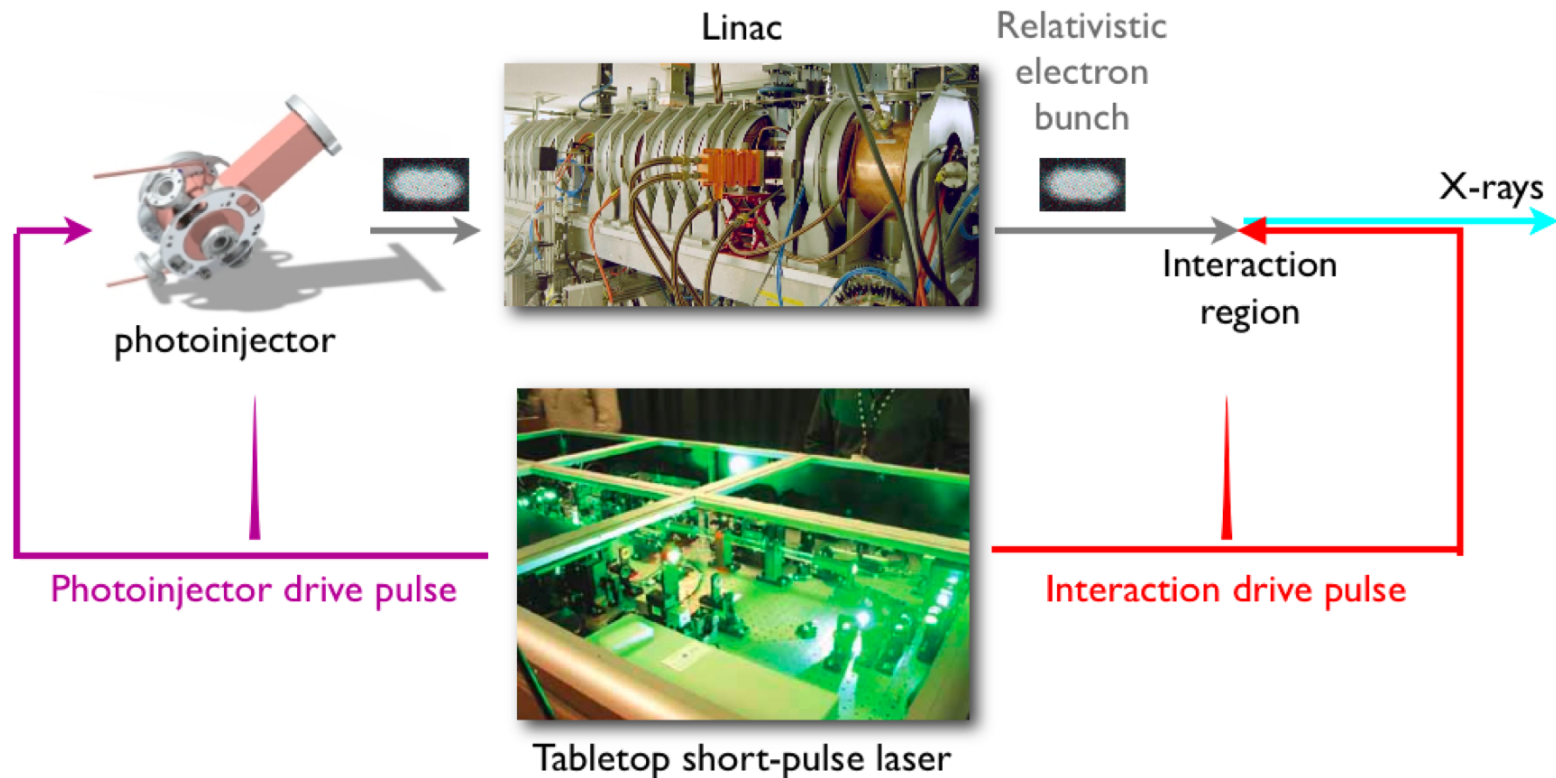 Linac
Relativistic
electron
bunch
X-rays
Interaction
region
photoinjector
Photoinjector drive pulse
Interaction drive pulse
Tabletop short-pulse laser